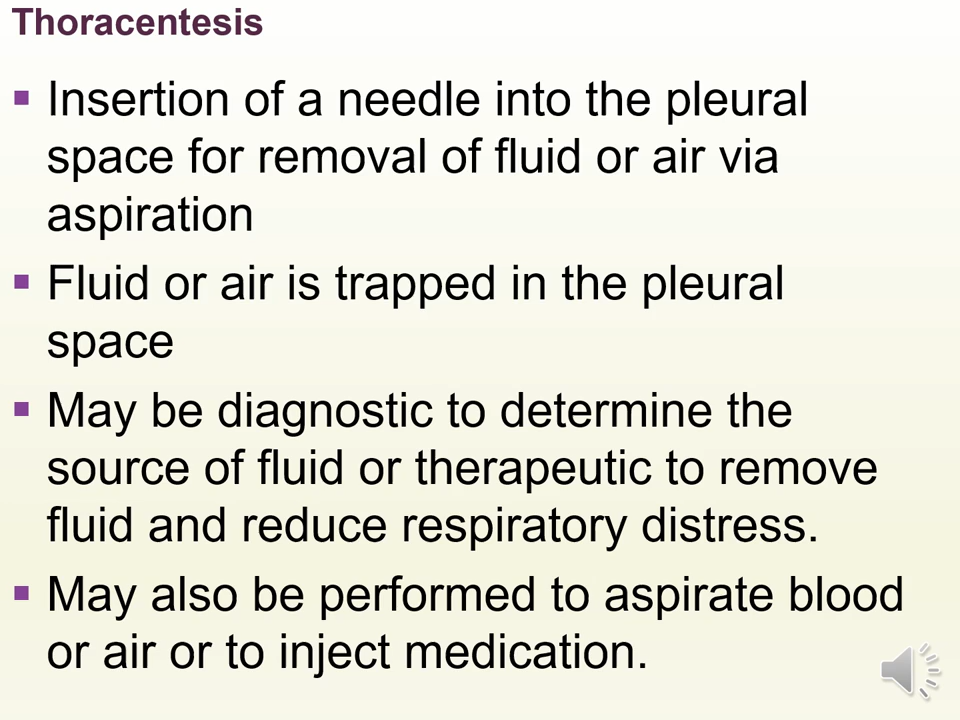 Thoracentesis
▪ Insertion of a needle into the pleural
space for removal of fluid or air via
aspiration
▪ Fluid or air is trapped in the pleural
space
▪ May be diagnostic to determine the
source of fluid or therapeutic to remove
fluid and reduce respiratory distress.
▪ May also be performed to aspirate blood
or air or to inject medication.